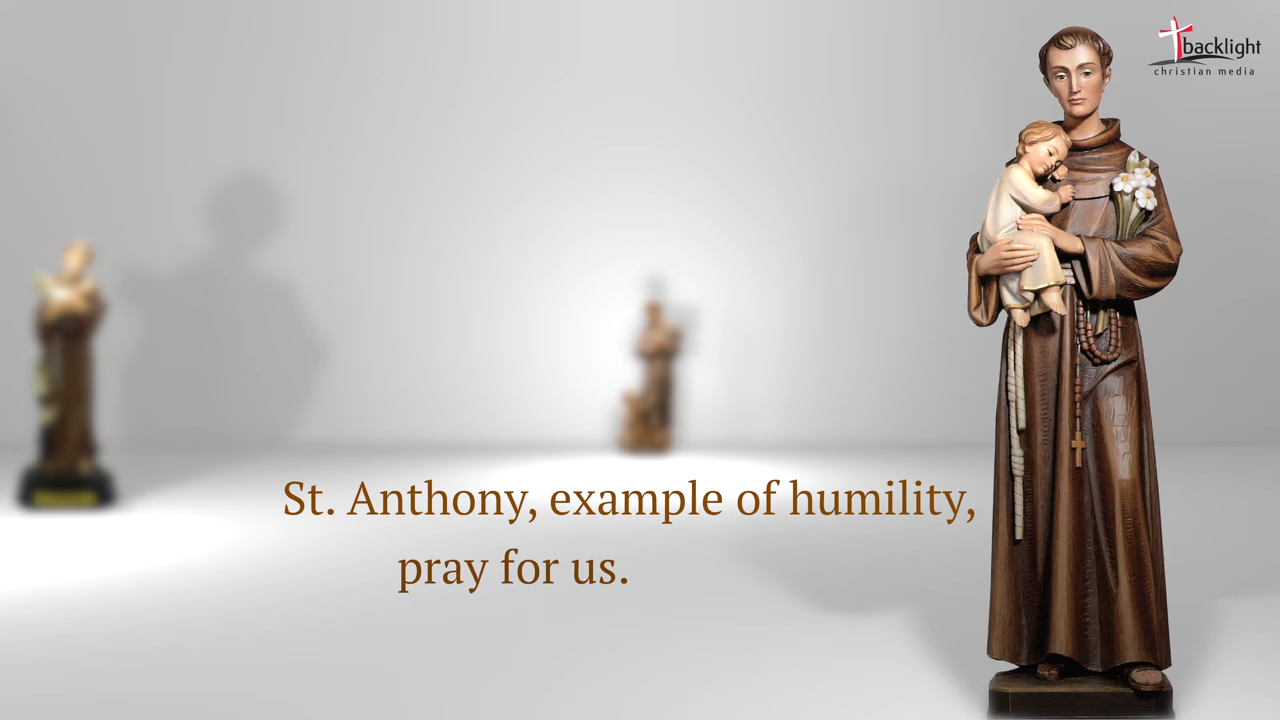 backlight
christian media
St. Anthony, example of humility,
pray for us.